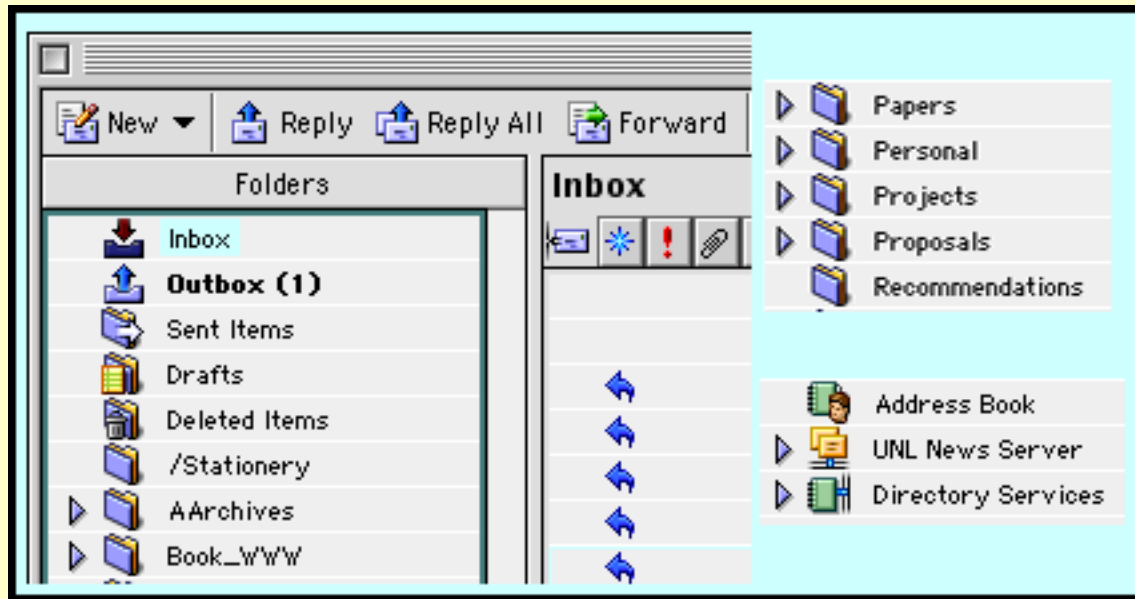 New Reply Reply All Forward
Folders
Inbox
Inbox
Outbox (1)
Sent Items
Drafts
Deleted Items
/Stationery
AArchives
Book_WWW
Papers
Personal
Projects
Proposals
Recommendations
Address Book
UNL News Server
Directory Services